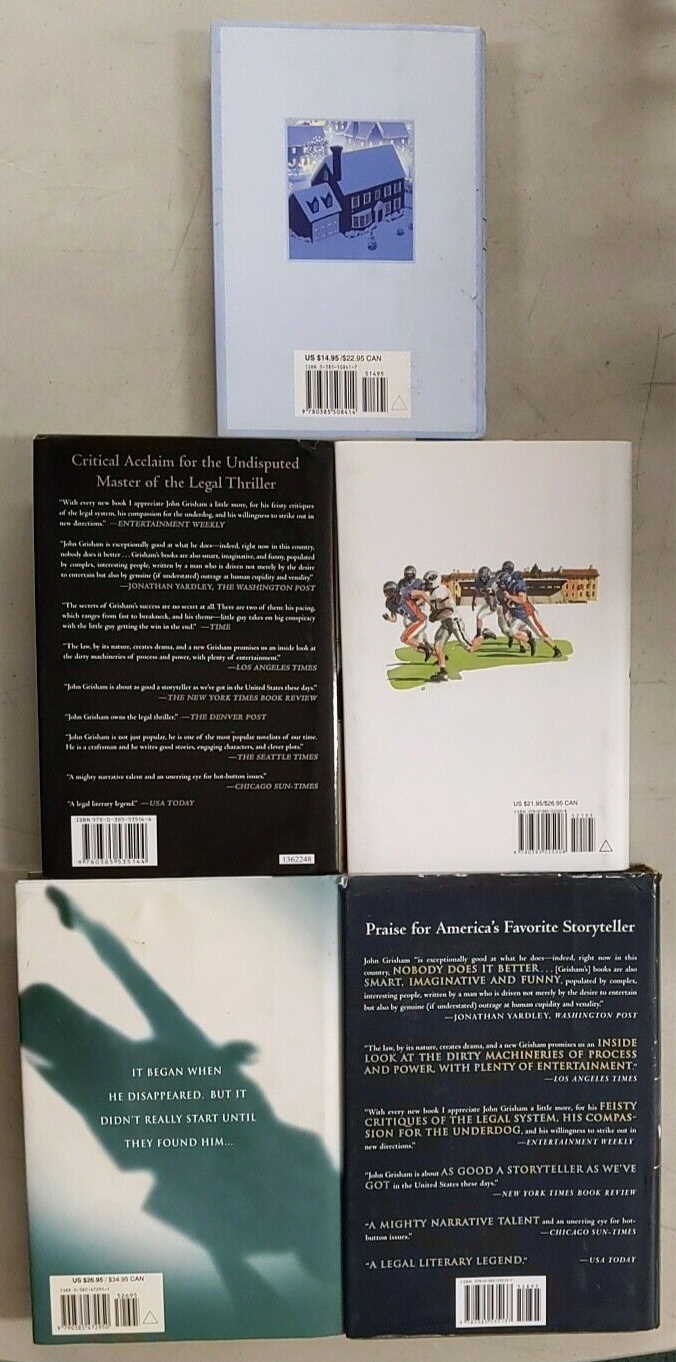 US $14.95/$22.95 CAN
ISBN 0-385-50841-7
51495
9 780385 508414
Critical Acclaim for the Undisputed
Master of the Legal Thriller
"With every new book I appreciate John Grisham a little more, for his feisty critiques
of the legal system, his compassion for the underdog, and his willingness to strike out in
new directions." —ENTERTAINMENT WEEKLY
"John Grisham is exceptionally good at what he does—indeed, right now in this country,
nobody does it better . . . Grisham's books are also smart, imaginative, and funny, populated
by complex, interesting people, written by a man who is driven not merely by the desire
to entertain but also by genuine (if understated) outrage at human cupidity and venality."
—JONATHAN YARDLEY, THE WASHINGTON POST
"The secrets of Grisham's success are no secret at all. There are two of them: his pacing,
which ranges from fast to breakneck, and his theme—little guy takes on big conspiracy
with the little guy getting the win in the end." —TIME
"The law, by its nature, creates drama, and a new Grisham promises us an inside look at
the dirty machineries of process and power, with plenty of entertainment."
—LOS ANGELES TIMES
"John Grisham is about as good a storyteller as we've got in the United States these days."
—THE NEW YORK TIMES BOOK REVIEW
"John Grisham owns the legal thriller." —THE DENVER POST
"John Grisham is not just popular, he is one of the most popular novelists of our time.
He is a craftsman and he writes good stories, engaging characters, and clever plots."
—THE SEATTLE TIMES
"A mighty narrative talent and an unerring eye for hot-button issues."
—CHICAGO SUN-TIMES
"A legal literary legend." —USA TODAY
ISBN 978-0-385-53514-4
9 780385 535144
1362248
US $21.95/$26.95 CAN
52195
IT BEGAN WHEN
HE DISAPPEARED. BUT IT
DIDN'T REALLY START UNTIL
THEY FOUND HIM...
US $26.95 / $34.95 CAN
52695
Praise for America's Favorite Storyteller
John Grisham "is exceptionally good at what he does—indeed, right now in this
country, NOBODY DOES IT BETTER . . . [Grisham's] books are also
SMART, IMAGINATIVE AND FUNNY, populated by complex,
interesting people, written by a man who is driven not merely by the desire to entertain
but also by genuine (if understated) outrage at human cupidity and venality."
—JONATHAN YARDLEY, WASHINGTON POST
"The law, by its nature, creates drama, and a new Grisham promises us an INSIDE
LOOK AT THE DIRTY MACHINERIES OF PROCESS
AND POWER, WITH PLENTY OF ENTERTAINMENT."
—LOS ANGELES TIMES
"With every new book I appreciate John Grisham a little more, for his FEISTY
CRITIQUES OF THE LEGAL SYSTEM, HIS COMPAS-
SION FOR THE UNDERDOG, and his willingness to strike out in
new directions." —ENTERTAINMENT WEEKLY
"John Grisham is about AS GOOD A STORYTELLER AS WE'VE
GOT in the United States these days."
—NEW YORK TIMES BOOK REVIEW
"A MIGHTY NARRATIVE TALENT and an unerring eye for hot-
button issues." —CHICAGO SUN-TIMES
"A LEGAL LITERARY LEGEND." —USA TODAY